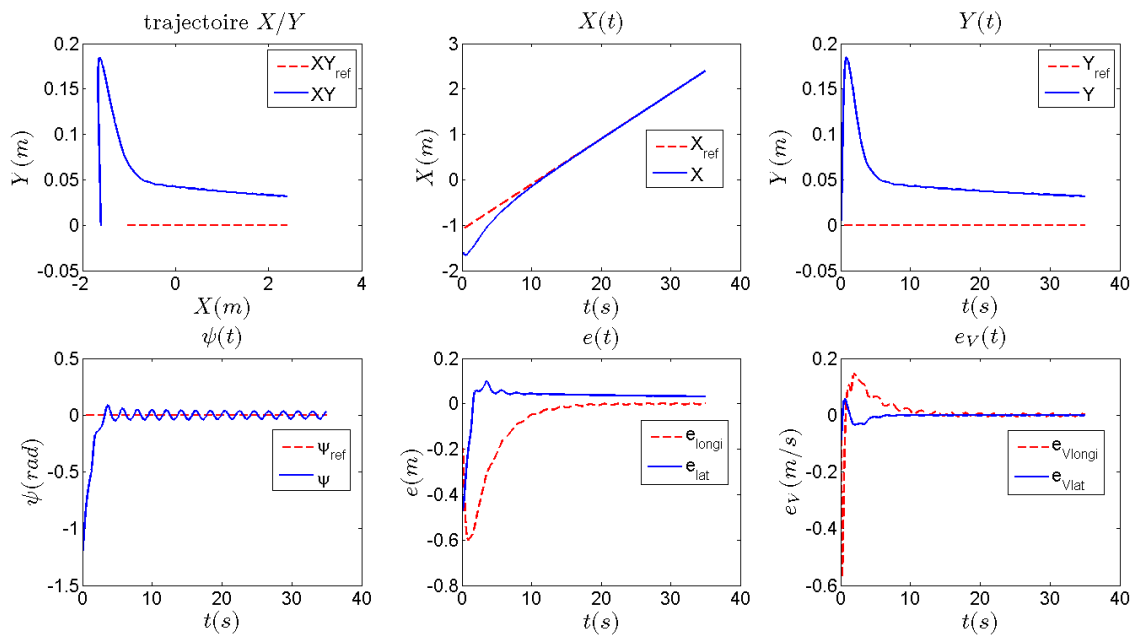 trajectoire X/Y
0.2
0.15
0.1
0.05
0
-0.05
-2
0
2
4
Y(m)
X(m)
XY_ref
XY
X(t)
3
2
1
0
-1
-2
0
10
20
30
40
X(m)
t(s)
X_ref
X
Y(t)
0.2
0.15
0.1
0.05
0
-0.05
0
10
20
30
40
Y(m)
t(s)
Y_ref
Y
ψ(t)
0.5
0
-0.5
-1
-1.5
0
10
20
30
40
ψ(rad)
t(s)
ψ_ref
ψ
e(t)
0.2
0
-0.2
-0.4
-0.6
-0.8
0
10
20
30
40
e(m)
t(s)
e_longi
e_lat
e_V(t)
0.2
0
-0.2
-0.4
-0.6
0
10
20
30
40
e_V(m/s)
t(s)
e_Vlongi
e_Vlat